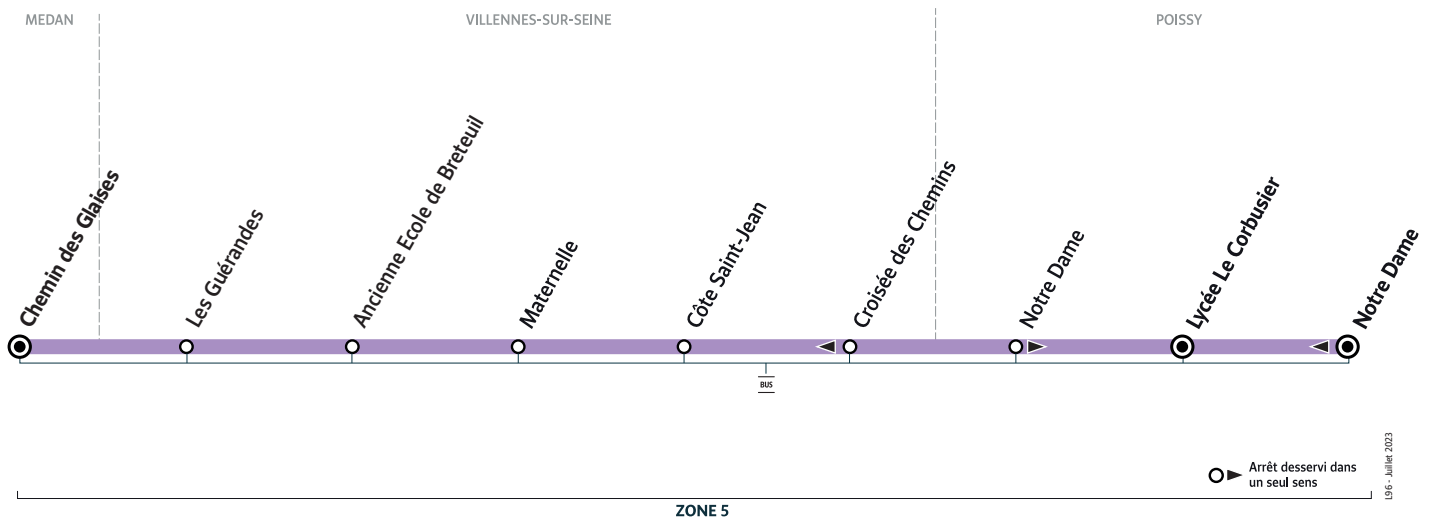 MEDAN
VILLENNES-SUR-SEINE
POISSY
Chemin des Glaises
Les Guérandes
Ancienne Ecole de Breteuil
Maternelle
Côte Saint-Jean
Croisée des Chemins
Notre Dame
Lycée Le Corbusier
Notre Dame
BUS
Arrêt desservi dans
un seul sens
L96 - Juillet 2023
ZONE 5